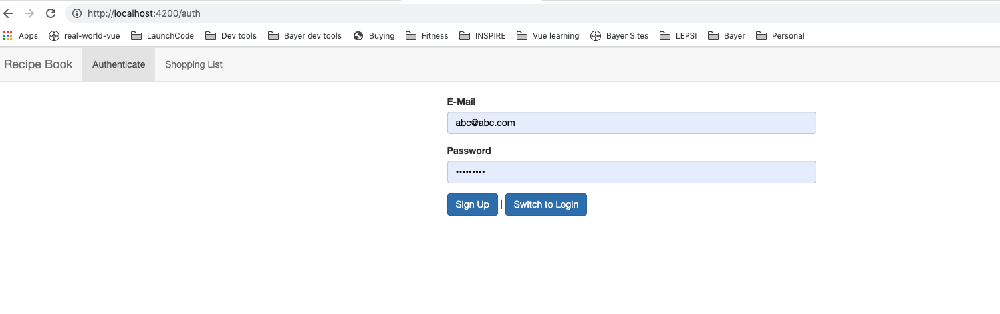 http://localhost:4200/auth
Apps real-world-vue LaunchCode Dev tools Bayer dev tools Buying Fitness INSPIRE Vue learning Bayer Sites LEPSI Bayer Personal
Recipe Book Authenticate Shopping List
E-Mail
abc@abc.com
Password
•••••••••
Sign Up | Switch to Login